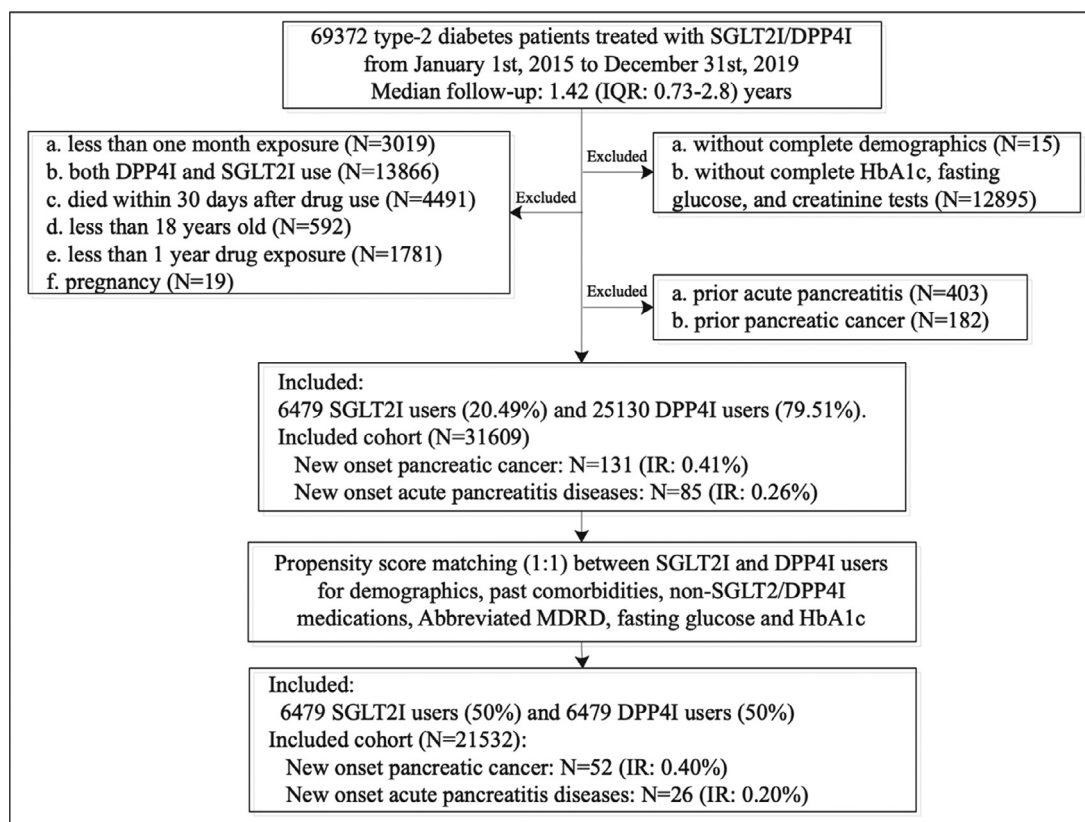 69372 type-2 diabetes patients treated with SGLT2I/DPP4I
from January 1st, 2015 to December 31st, 2019
Median follow-up: 1.42 (IQR: 0.73-2.8) years
a. less than one month exposure (N=3019)
b. both DPP4I and SGLT2I use (N=13866)
c. died within 30 days after drug use (N=4491)
d. less than 18 years old (N=592)
e. less than 1 year drug exposure (N=1781)
f. pregnancy (N=19)
Excluded
Excluded
a. without complete demographics (N=15)
b. without complete HbA1c, fasting
glucose, and creatinine tests (N=12895)
Excluded
a. prior acute pancreatitis (N=403)
b. prior pancreatic cancer (N=182)
Included:
6479 SGLT2I users (20.49%) and 25130 DPP4I users (79.51%).
Included cohort (N=31609)
New onset pancreatic cancer: N=131 (IR: 0.41%)
New onset acute pancreatitis diseases: N=85 (IR: 0.26%)
Propensity score matching (1:1) between SGLT2I and DPP4I users
for demographics, past comorbidities, non-SGLT2/DPP4I
medications, Abbreviated MDRD, fasting glucose and HbA1c
Included:
6479 SGLT2I users (50%) and 6479 DPP4I users (50%)
Included cohort (N=21532):
New onset pancreatic cancer: N=52 (IR: 0.40%)
New onset acute pancreatitis diseases: N=26 (IR: 0.20%)